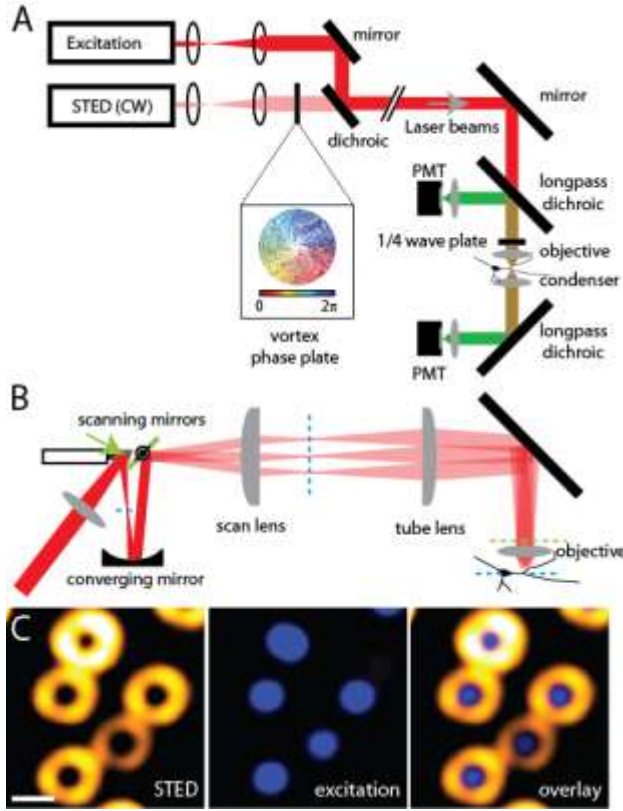 A
Excitation
mirror
STED (CW)
mirror
dichroic
Laser beams
PMT
longpass
dichroic
1/4 wave plate
objective
condenser
0
2π
vortex
phase plate
longpass
dichroic
PMT
B
scanning mirrors
scan lens
tube lens
objective
converging mirror
C
STED
excitation
overlay